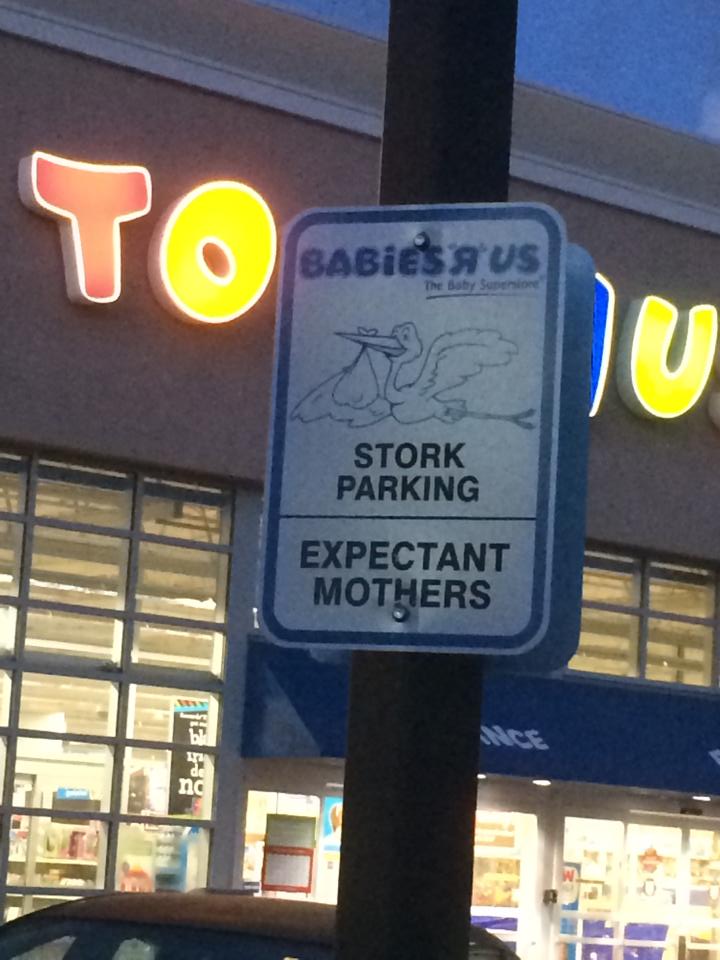 TO
U
BABIES "R" US
The Baby Superstore
STORK
PARKING
EXPECTANT
MOTHERS
NCE